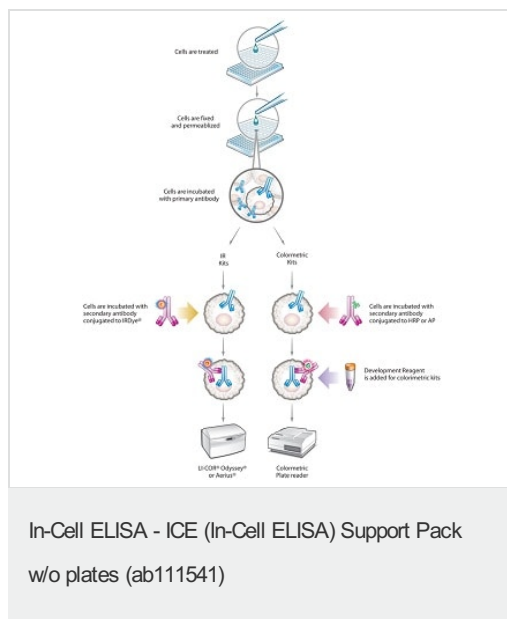 Cells are treated
Cells are fixed
and permeablized
Cells are incubated
with primary antibody
IR
Kits
Colormetric
Kits
Cells are incubated with
secondary antibody
conjugated to IRDye®
Cells are incubated with
secondary antibody
conjugated to HRP or AP
Development Reagent
is added for colorimetric kits
LI-COR® Odyssey®
or Aerius®
Colormetric
Plate reader
In-Cell ELISA - ICE (In-Cell ELISA) Support Pack
w/o plates (ab111541)